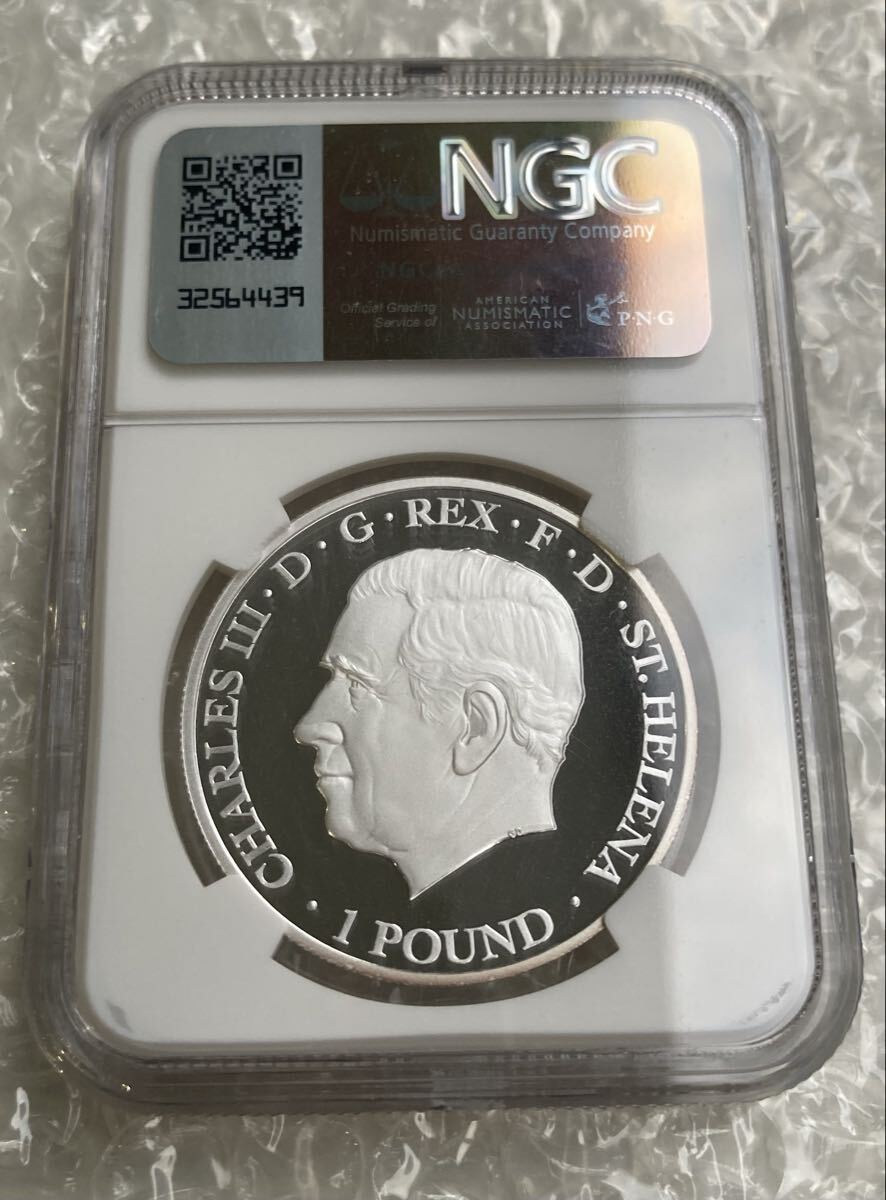 NGC
Numismatic Guaranty Company
NGC
32564439
Official Grading
Service of
AMERICAN
NUMISMATIC
ASSOCIATION
P·N·G
CHARLES III · D · G · REX · F · D · ST. HELENA ·
1 POUND ·